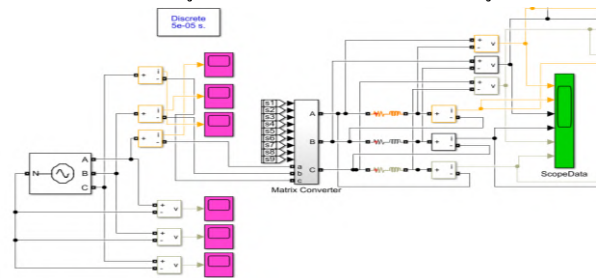 Discrete
5e-05 s.
s1
s2
s3
s4
s5
s6
s7
s8
s9
A
B
C
a
b
c
Matrix Converter
N
A
B
C
ScopeData
+
-
i
+
-
i
+
-
i
+
-
v
+
-
v
+
-
v
+
-
v
+
-
v
+
-
v
+
-
i
+
-
i
+
-
i